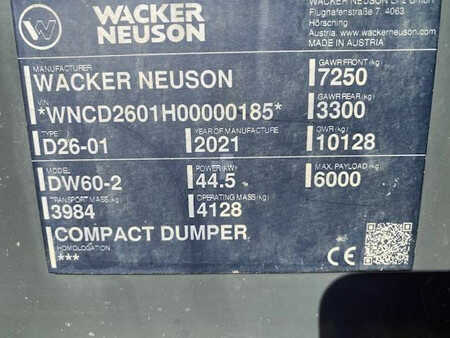 WACKER
NEUSON
WACKER NEUSON Linz GmbH
Flughafenstraße 7, 4063
Hörsching
Austria, www.wackerneuson.com
MADE IN AUSTRIA
MANUFACTURER
WACKER NEUSON
GAWR FRONT (kg)
7250
VIN
*WNCD2601H00000185*
GAWR REAR (kg)
3300
TYPE
D26-01
YEAR OF MANUFACTURE
2021
GWR (kg)
10128
MODEL
DW60-2
POWER (kW)
44.5
MAX. PAYLOAD (kg)
6000
TRANSPORT MASS (kg)
3984
OPERATING MASS (kg)
4128
COMPACT DUMPER
HOMOLOGATION
***
CE